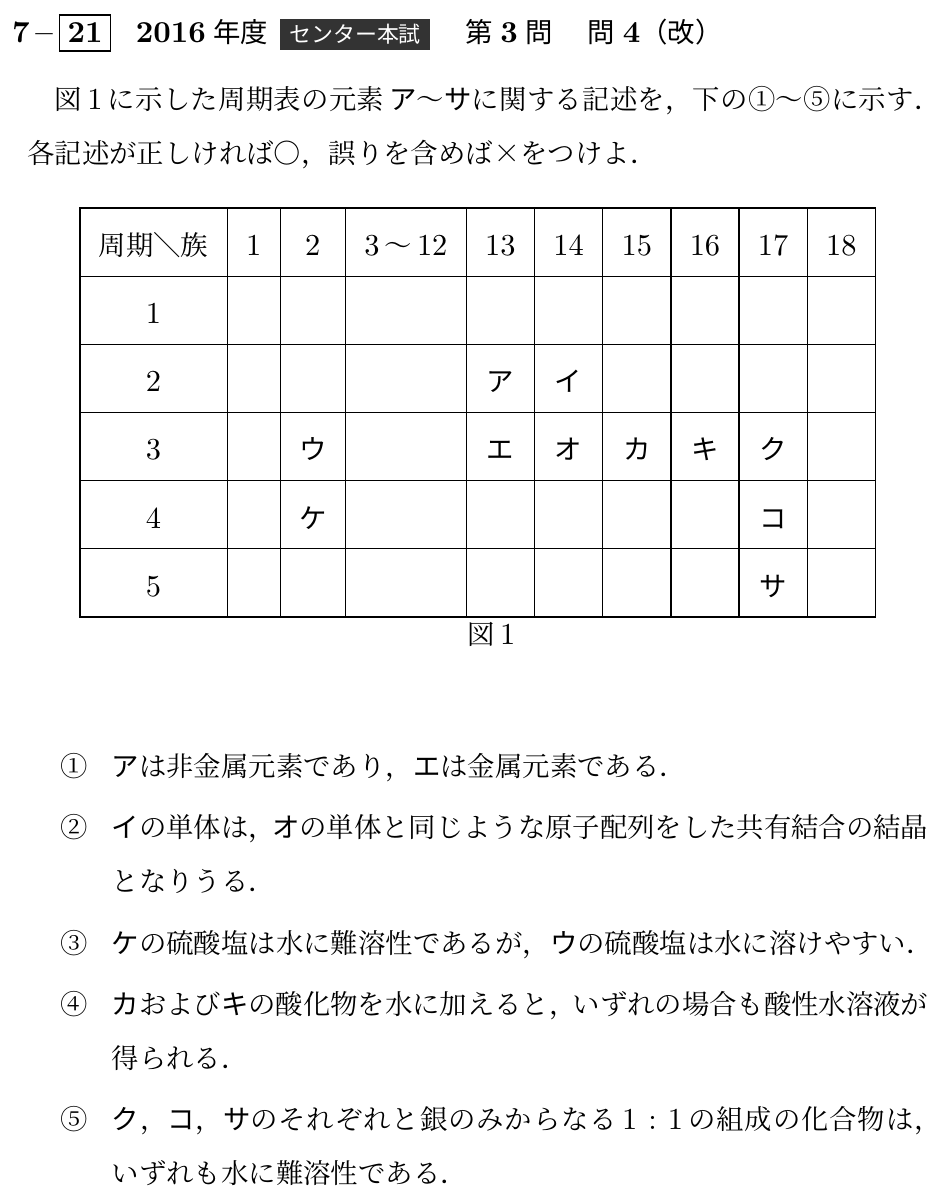 7－21 2016 年度 センター本試 第 3 問 問 4（改）
図１に示した周期表の元素 ア～サに関する記述を，下の①～⑤に示す．
各記述が正しければ○，誤りを含めば×をつけよ．
周期＼族 1 2 3～12 13 14 15 16 17 18
1
2 ア イ
3 ウ エ オ カ キ ク
4 ケ コ
5 サ
図 1
① アは非金属元素であり，エは金属元素である．
② イの単体は，オの単体と同じような原子配列をした共有結合の結晶
となりうる．
③ ケの硫酸塩は水に難溶性であるが，ウの硫酸塩は水に溶けやすい．
④ カおよびキの酸化物を水に加えると，いずれの場合も酸性水溶液が
得られる．
⑤ ク，コ，サのそれぞれと銀のみからなる１:１の組成の化合物は，
いずれも水に難溶性である．